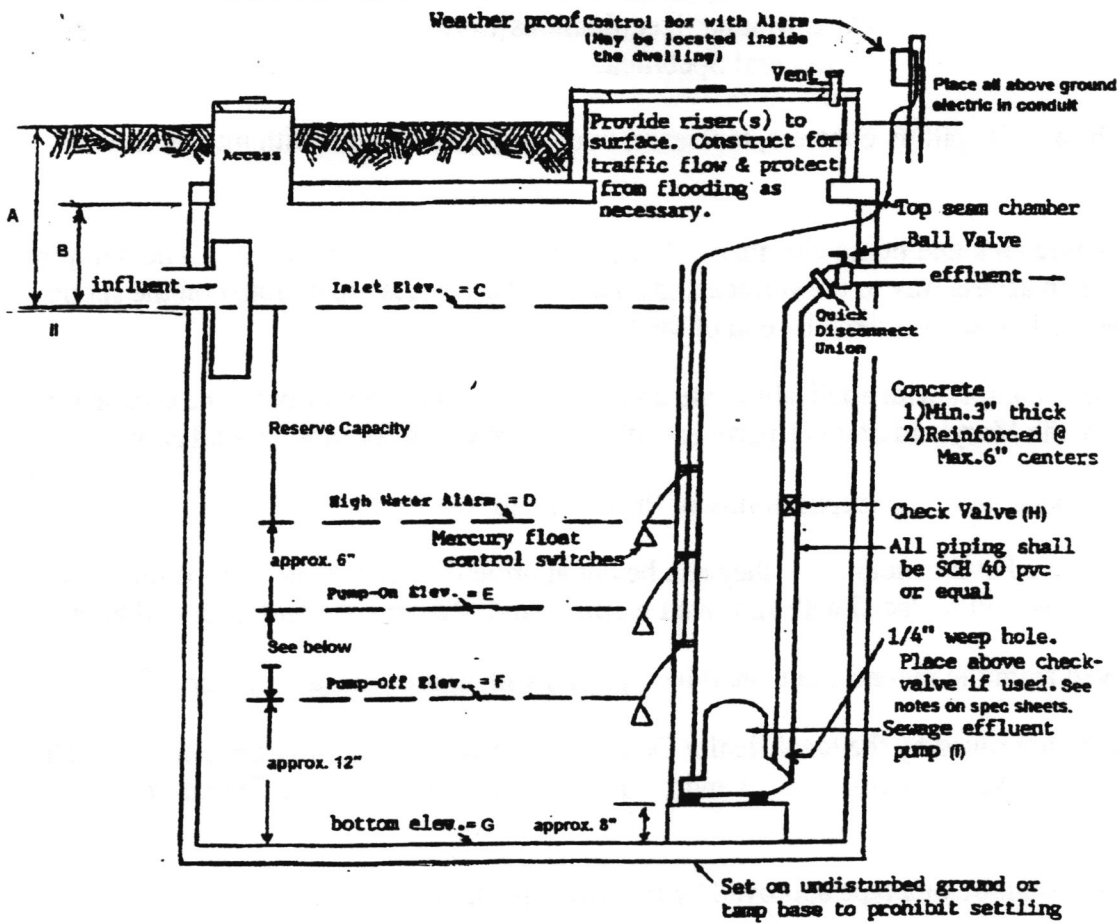 Weather proof Control Box with Alarm
(May be located inside
the dwelling)
Vent
Place all above ground
electric in conduit
Access
Provide riser(s) to
surface. Construct for
traffic flow & protect
from flooding as
necessary.
A
B
Top seam chamber
Ball Valve
influent
effluent
Inlet Elev. = C
Quick
Disconnect
Union
Concrete
1)Min.3" thick
2)Reinforced @
Max.6" centers
Reserve Capacity
High Water Alarm. = D
Check Valve (H)
Mercury float
control switches
approx. 6"
All piping shall
be SCH 40 pvc
or equal
Pump-On Elev. = E
See below
1/4" weep hole.
Place above check-
valve if used. See
notes on spec sheets.
Pump-Off Elev. = F
Sewage effluent
pump (I)
approx. 12"
bottom elev. = G
approx. 8"
Set on undisturbed ground or
tamp base to prohibit settling